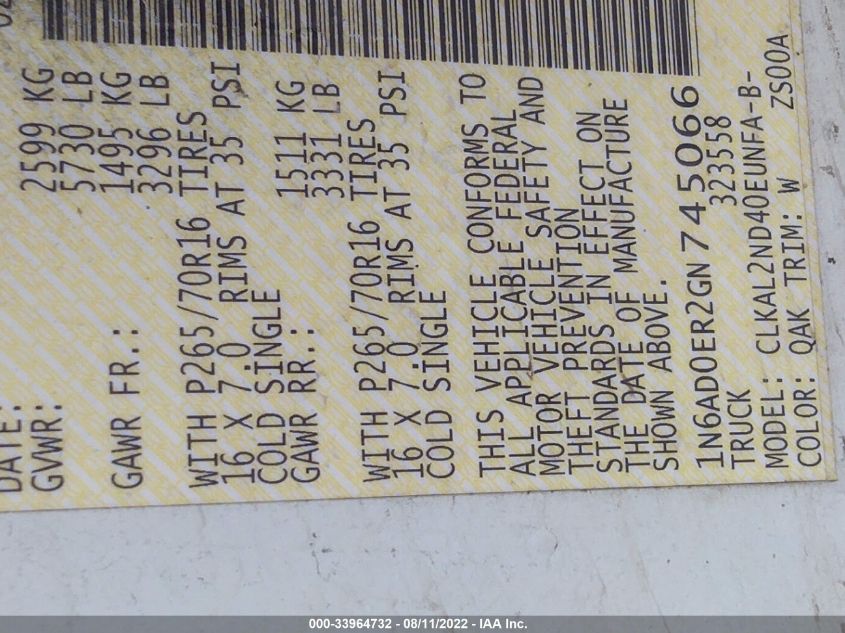 DATE:
GVWR: 2599 KG
5730 LB
GAWR FR.: 1495 KG
3296 LB
WITH P265/70R16 TIRES
16 X 7.0 RIMS AT 35 PSI
COLD SINGLE
GAWR RR.: 1511 KG
3331 LB
WITH P265/70R16 TIRES
16 X 7.0 RIMS AT 35 PSI
COLD SINGLE
THIS VEHICLE CONFORMS TO
ALL APPLICABLE FEDERAL
MOTOR VEHICLE SAFETY AND
THEFT PREVENTION
STANDARDS IN EFFECT ON
THE DATE OF MANUFACTURE
SHOWN ABOVE.
1N6AD0ER2GN745066
TRUCK 323558
MODEL: CLKAL2ND40EUNFA-B-
COLOR: QAK TRIM: W ZS00A
000-33964732 - 08/11/2022 - IAA Inc.